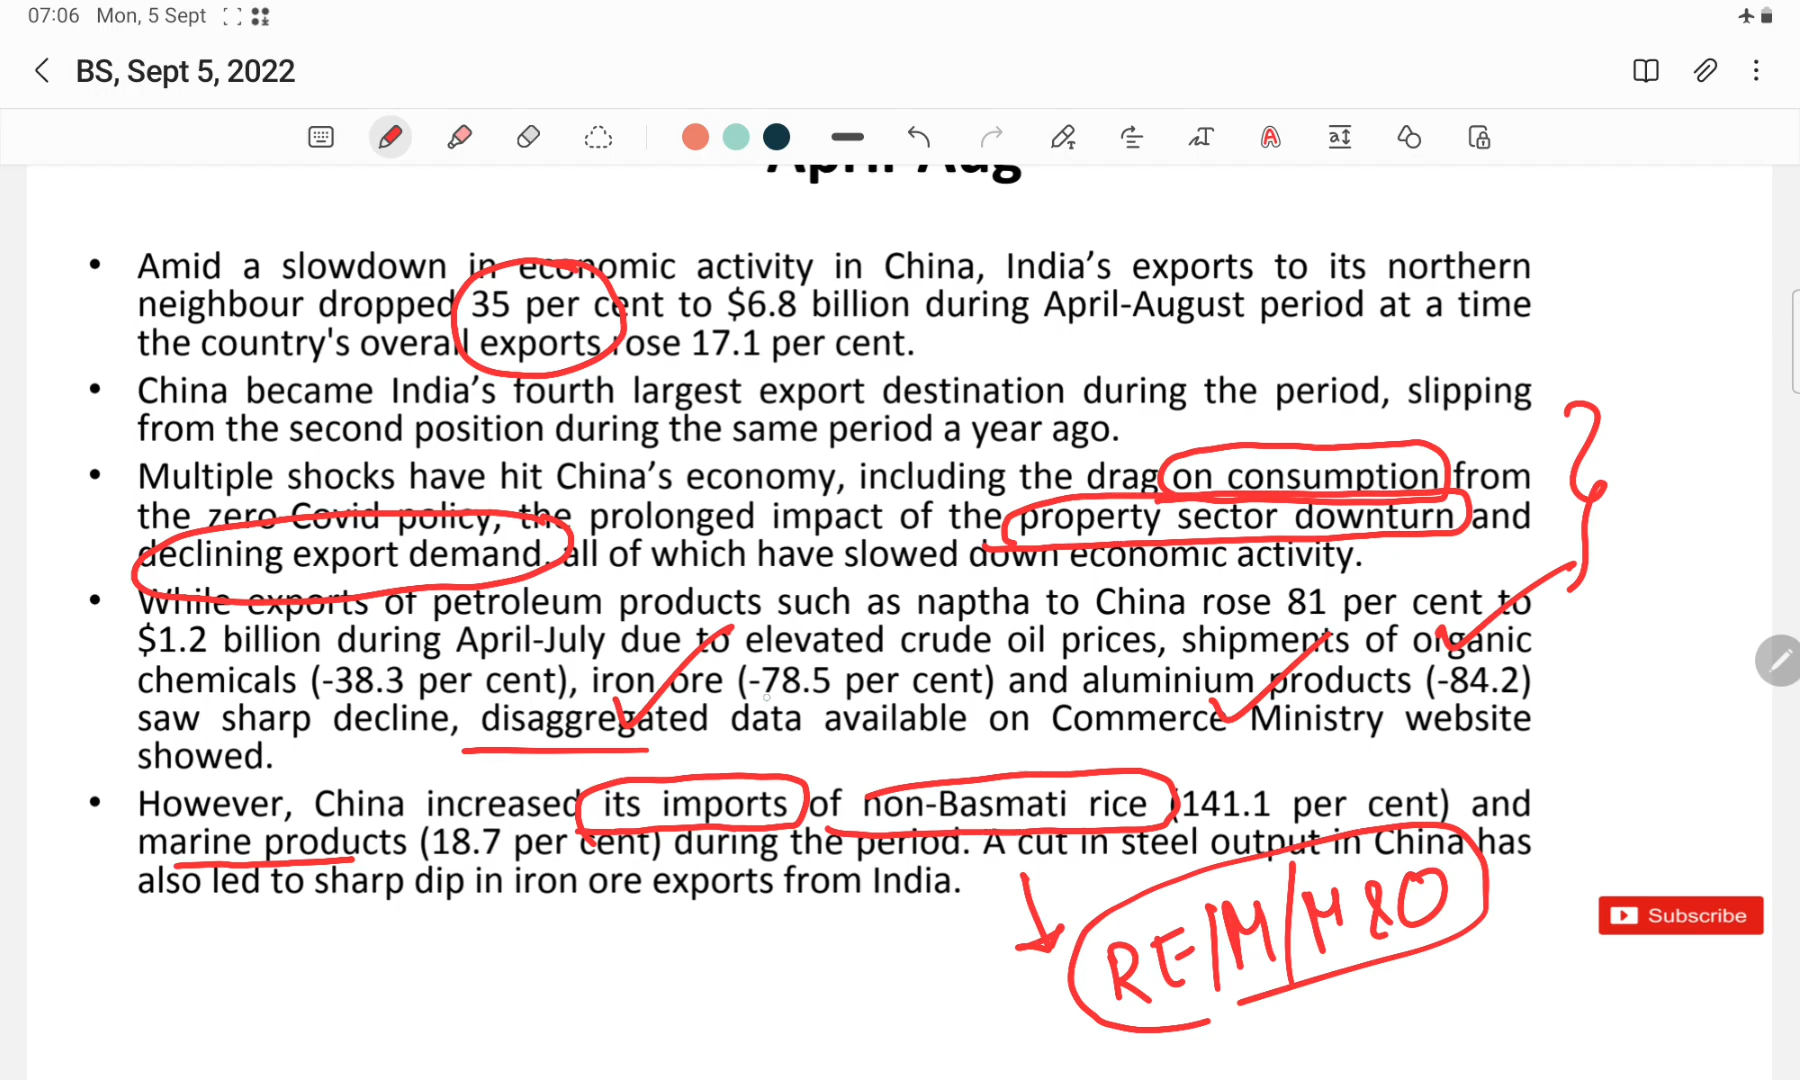 07:06 Mon, 5 Sept
BS, Sept 5, 2022
April-Aug
• Amid a slowdown in economic activity in China, India’s exports to its northern
neighbour dropped 35 per cent to $6.8 billion during April-August period at a time
the country's overall exports rose 17.1 per cent.
• China became India’s fourth largest export destination during the period, slipping
from the second position during the same period a year ago.
• Multiple shocks have hit China’s economy, including the drag on consumption from
the zero Covid policy, the prolonged impact of the property sector downturn and
declining export demand, all of which have slowed down economic activity.
• While exports of petroleum products such as naptha to China rose 81 per cent to
$1.2 billion during April-July due to elevated crude oil prices, shipments of organic
chemicals (-38.3 per cent), iron ore (-78.5 per cent) and aluminium products (-84.2)
saw sharp decline, disaggregated data available on Commerce Ministry website
showed.
• However, China increased its imports of non-Basmati rice (141.1 per cent) and
marine products (18.7 per cent) during the period. A cut in steel output in China has
also led to sharp dip in iron ore exports from India.
RE/M/M&O
Subscribe